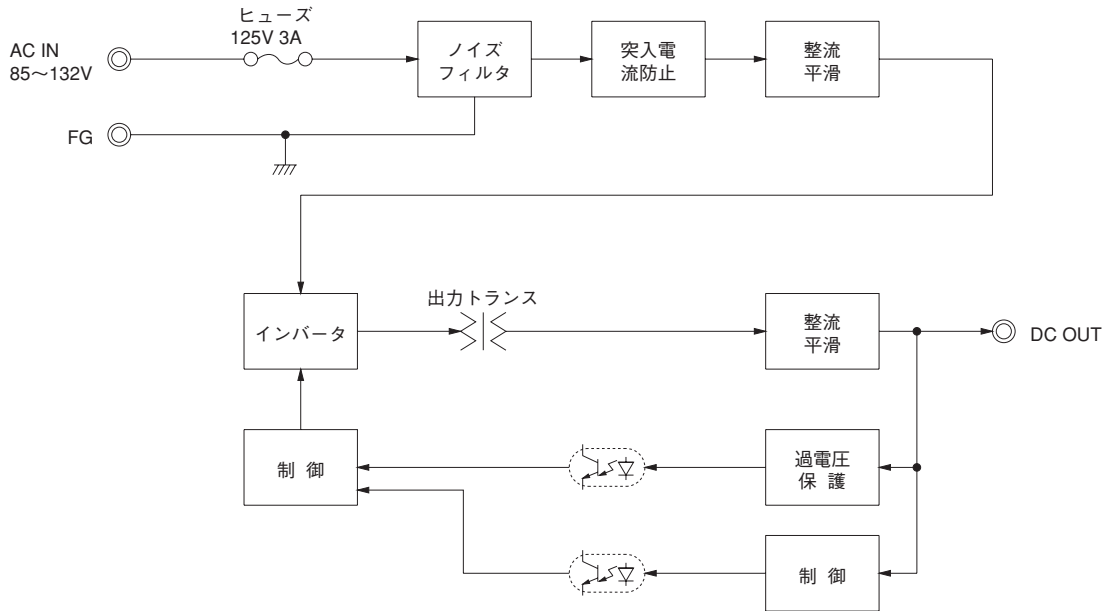 ヒューズ
125V 3A
AC IN
85〜132V
ノイズ
フィルタ
突入電
流防止
整流
平滑
FG
出力トランス
インバータ
整流
平滑
DC OUT
制 御
過電圧
保 護
制 御